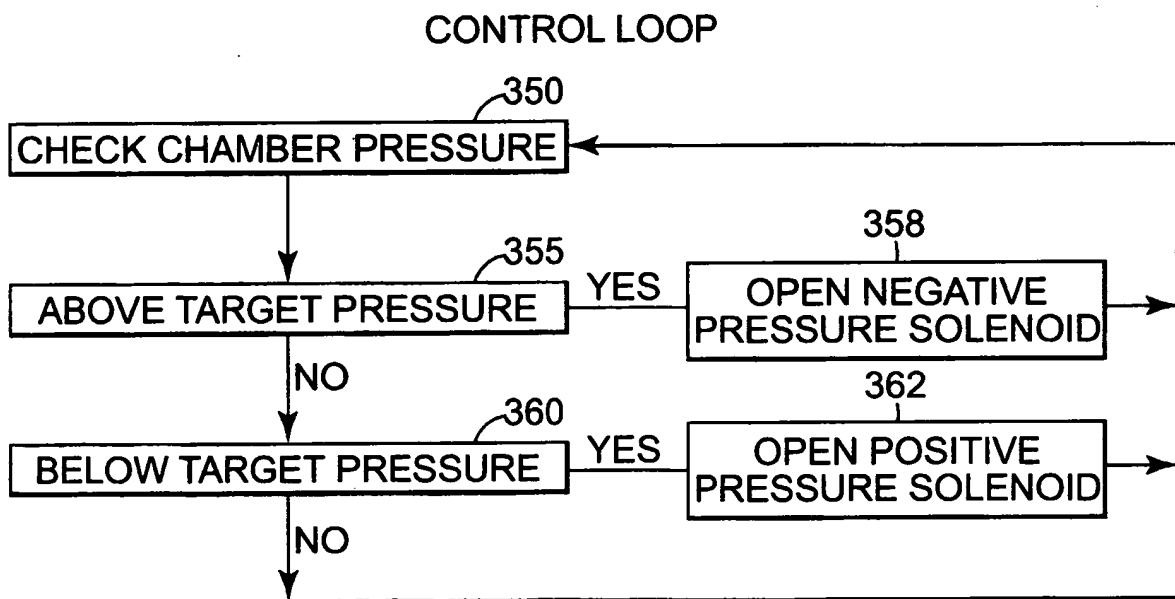 CONTROL LOOP
350
CHECK CHAMBER PRESSURE
355
358
ABOVE TARGET PRESSURE
YES
OPEN NEGATIVE
PRESSURE SOLENOID
NO
360
362
BELOW TARGET PRESSURE
YES
OPEN POSITIVE
PRESSURE SOLENOID
NO